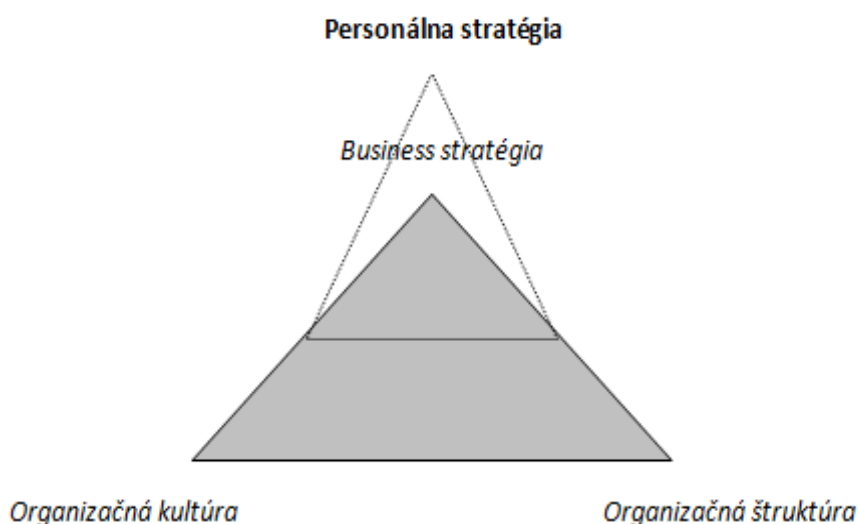 Personálna stratégia
Business stratégia
Organizačná kultúra
Organizačná štruktúra